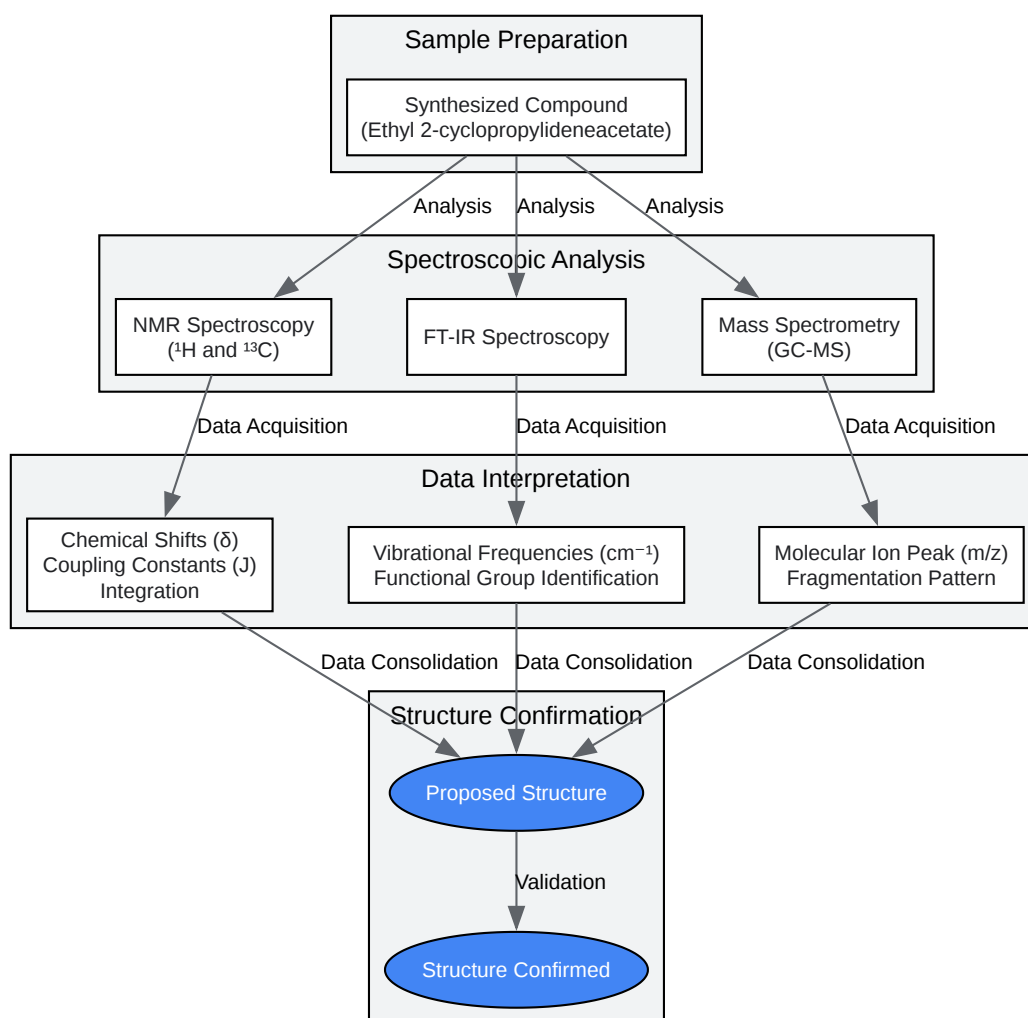 Sample Preparation
Synthesized Compound
(Ethyl 2-cyclopropylideneacetate)
Analysis
Analysis
Analysis
Spectroscopic Analysis
NMR Spectroscopy
(¹H and ¹³C)
FT-IR Spectroscopy
Mass Spectrometry
(GC-MS)
Data Acquisition
Data Acquisition
Data Acquisition
Data Interpretation
Chemical Shifts (δ)
Coupling Constants (J)
Integration
Vibrational Frequencies (cm⁻¹)
Functional Group Identification
Molecular Ion Peak (m/z)
Fragmentation Pattern
Data Consolidation
Data Consolidation
Data Consolidation
Structure Confirmation
Proposed Structure
Validation
Structure Confirmed